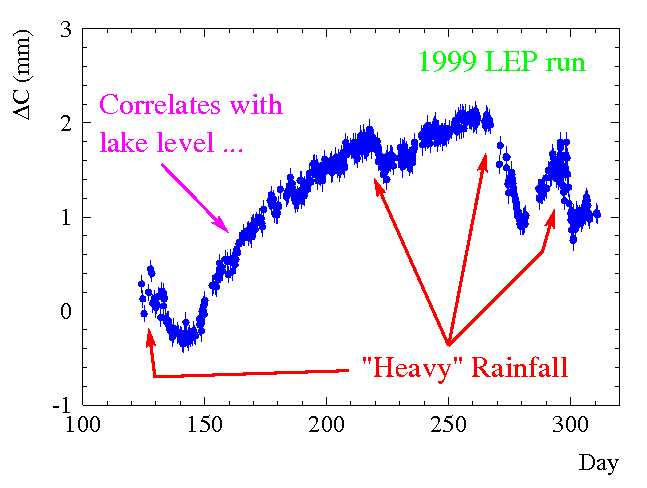 ΔC (mm)
3
2
1
0
-1
1999 LEP run
Correlates with
lake level ...
"Heavy" Rainfall
100 150 200 250 300
Day